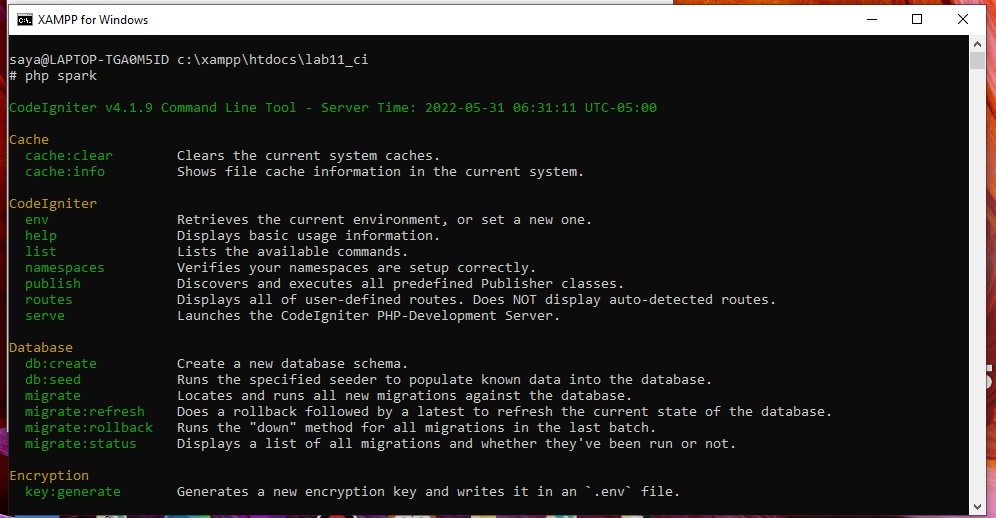 XAMPP for Windows
saya@LAPTOP-TGA0M5ID c:\xampp\htdocs\lab11_ci
# php spark
CodeIgniter v4.1.9 Command Line Tool - Server Time: 2022-05-31 06:31:11 UTC-05:00
Cache
cache:clear Clears the current system caches.
cache:info Shows file cache information in the current system.
CodeIgniter
env Retrieves the current environment, or set a new one.
help Displays basic usage information.
list Lists the available commands.
namespaces Verifies your namespaces are setup correctly.
publish Discovers and executes all predefined Publisher classes.
routes Displays all of user-defined routes. Does NOT display auto-detected routes.
serve Launches the CodeIgniter PHP-Development Server.
Database
db:create Create a new database schema.
db:seed Runs the specified seeder to populate known data into the database.
migrate Locates and runs all new migrations against the database.
migrate:refresh Does a rollback followed by a latest to refresh the current state of the database.
migrate:rollback Runs the "down" method for all migrations in the last batch.
migrate:status Displays a list of all migrations and whether they've been run or not.
Encryption
key:generate Generates a new encryption key and writes it in an `.env` file.